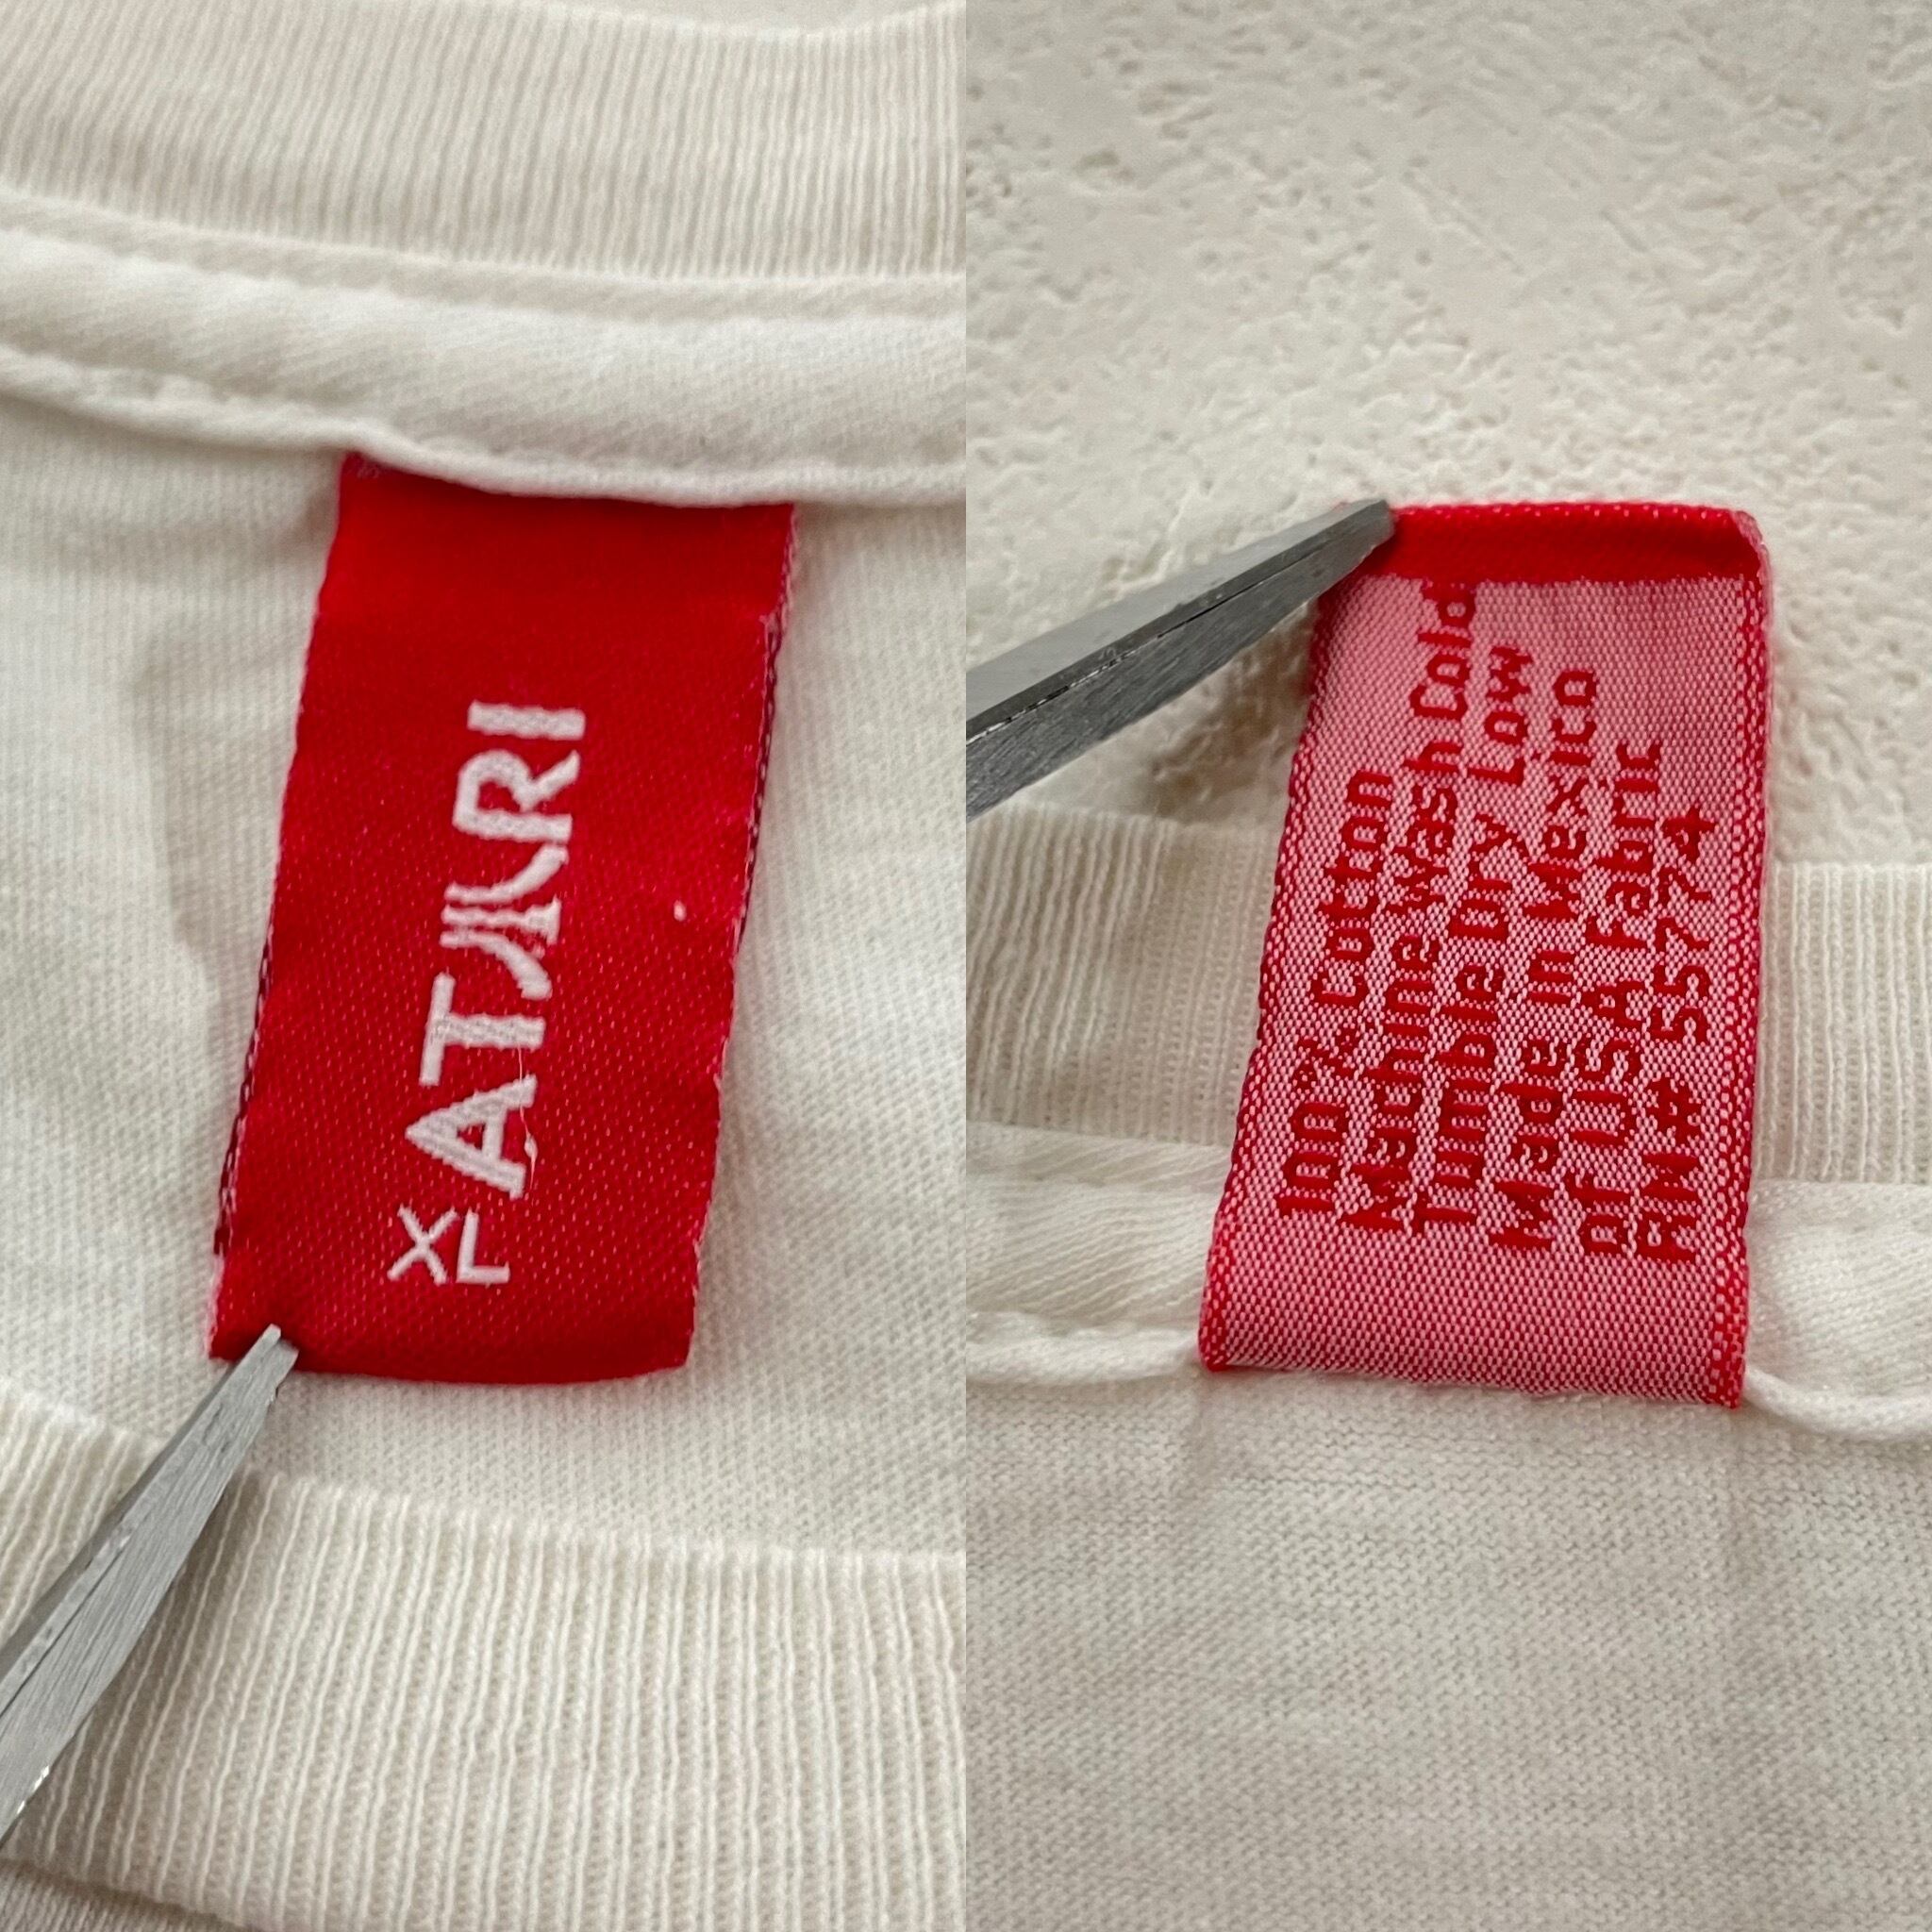 ATARI
XL
100% cotton
Machine Wash Cold
Tumble Dry Low
Made in Mexico
Of USA Fabric
RN# 55774